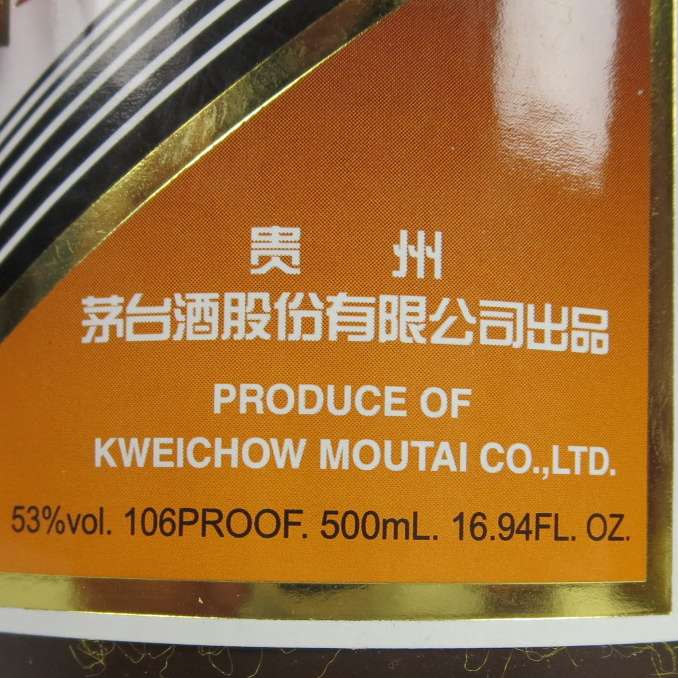 贵 州
茅台酒股份有限公司出品
PRODUCE OF
KWEICHOW MOUTAI CO.,LTD.
53%vol. 106PROOF. 500mL. 16.94FL. OZ.